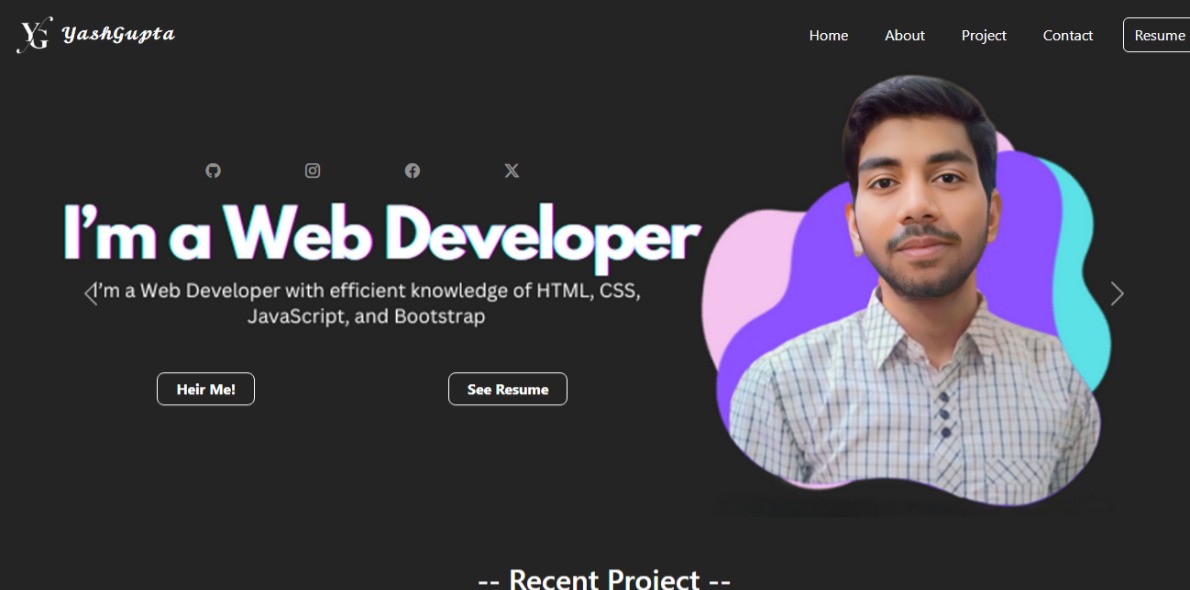 YG YashGupta
Home About Project Contact Resume
I'm a Web Developer
I'm a Web Developer with efficient knowledge of HTML, CSS,
JavaScript, and Bootstrap
Heir Me! See Resume
-- Recent Project --